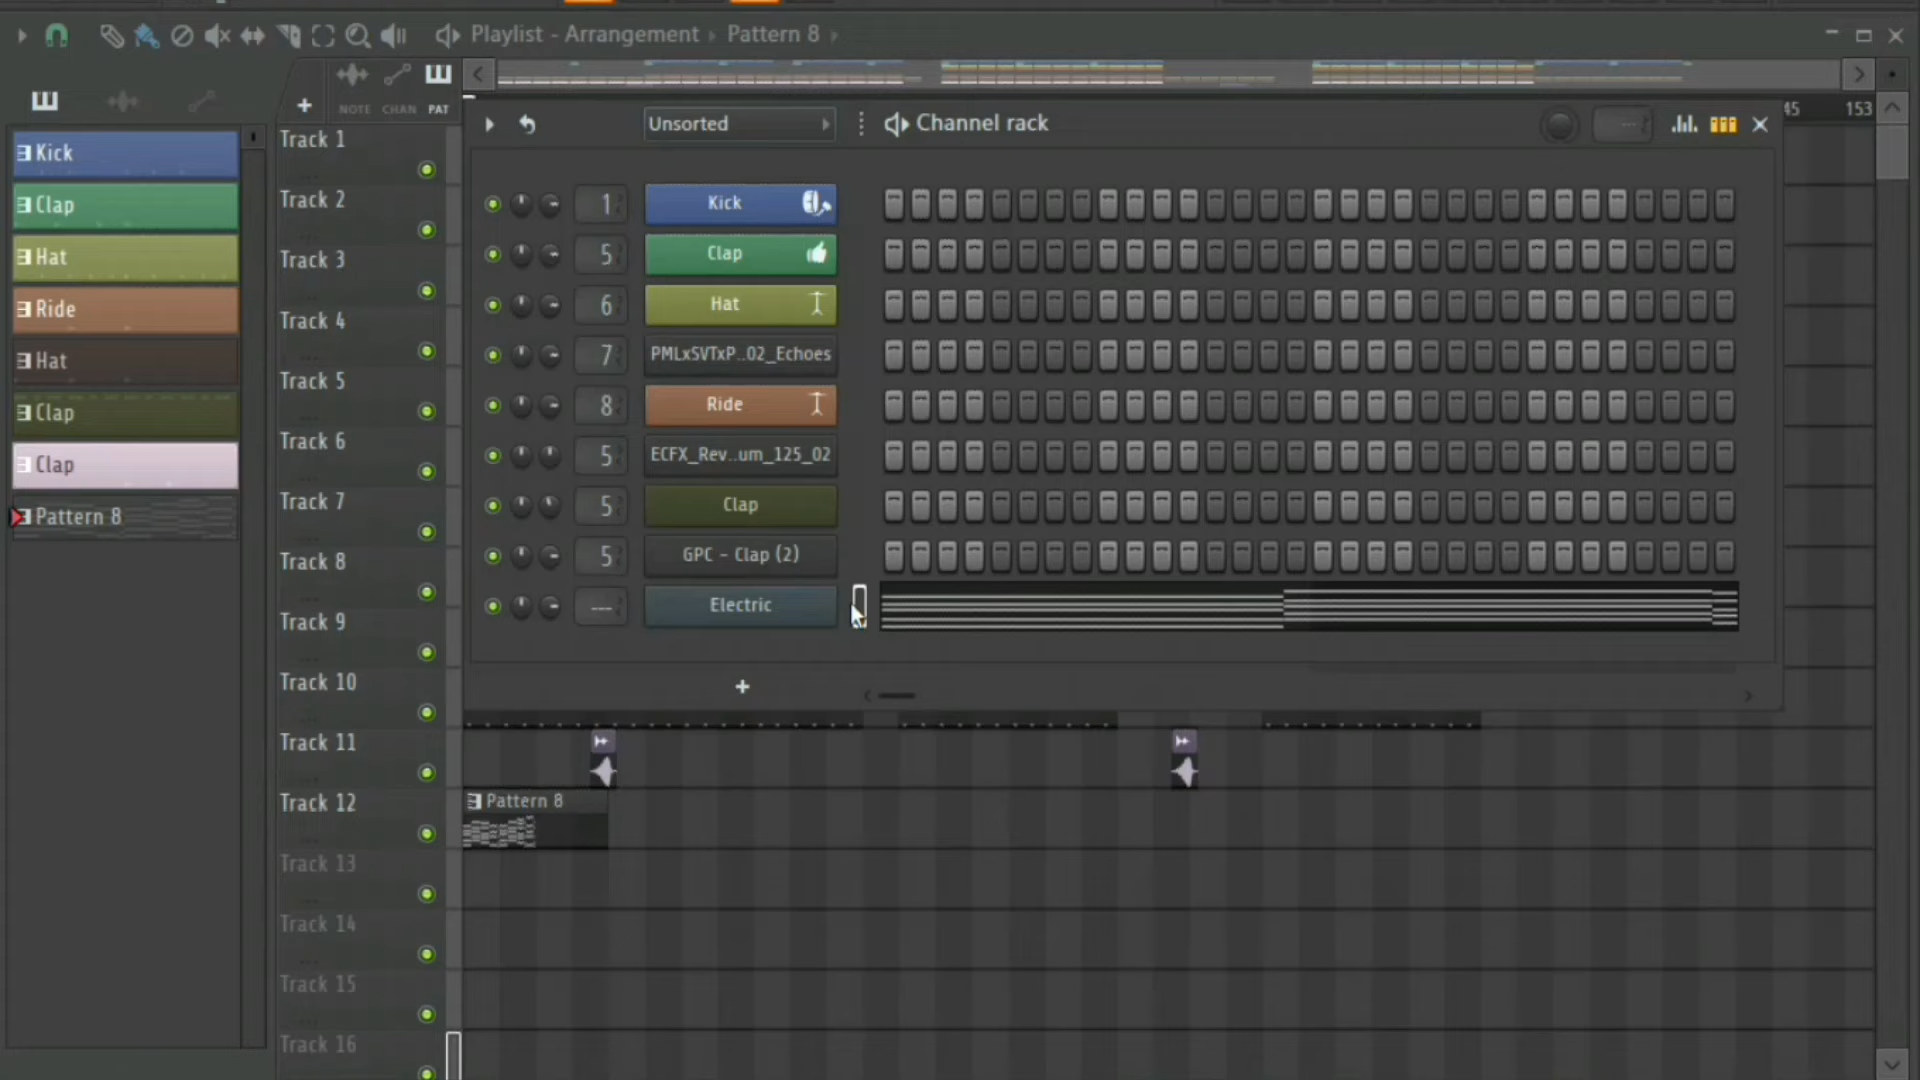 Playlist - Arrangement › Pattern 8 ›
NOTE CHAN PAT
Unsorted
Channel rack
45 153
Kick
Clap
Hat
Ride
Hat
Clap
Clap
Pattern 8
Track 1
Track 2
Track 3
Track 4
Track 5
Track 6
Track 7
Track 8
Track 9
Track 10
Track 11
Track 12
Track 13
Track 14
Track 15
Track 16
1 Kick
5 Clap
6 Hat
7 PMLxSVTxP..02_Echoes
8 Ride
5 ECFX_Rev..um_125_02
5 Clap
5 GPC - Clap (2)
--- Electric
+
Pattern 8